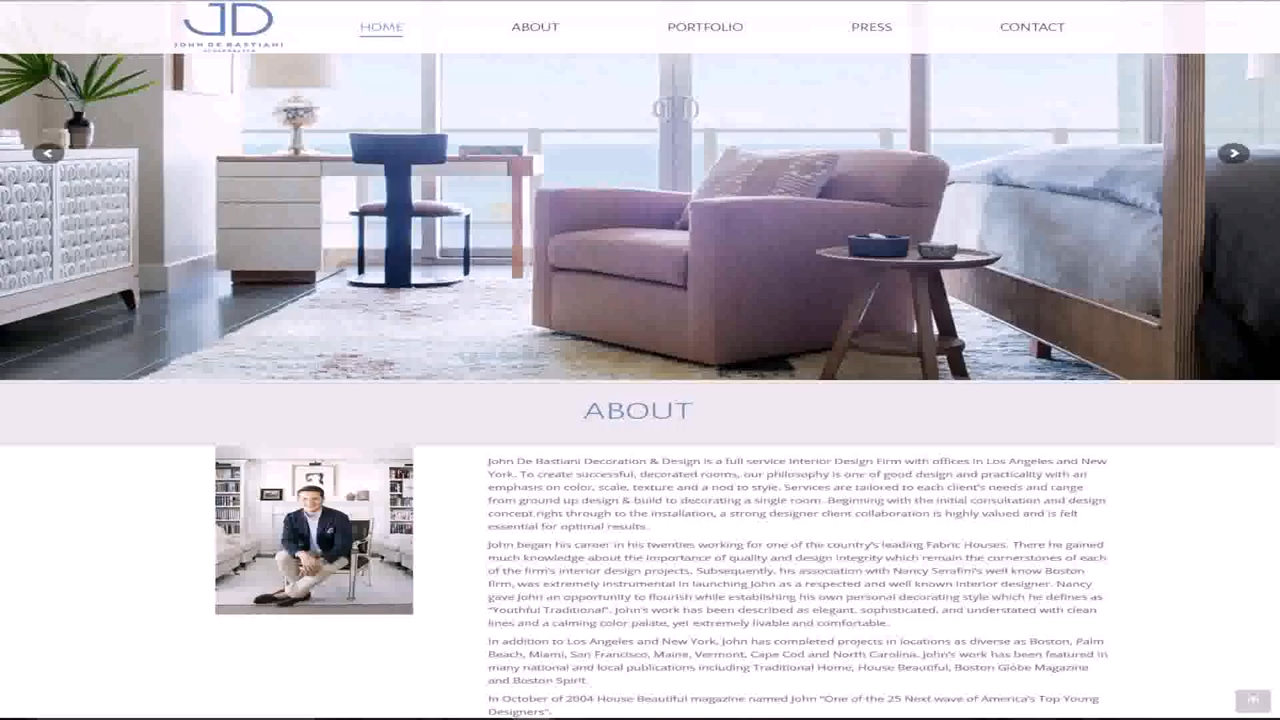 JD
JOHN DE BASTIANI
HOME
ABOUT
PORTFOLIO
PRESS
CONTACT
ABOUT
John De Bastiani Decoration & Design is a full service Interior Design Firm with offices in Los Angeles and New
York. To create successful, decorated rooms, our philosophy is one of good design and practicality with an
emphasis on color, scale, texture and a nod to style. Services are tailored to each client's needs and range
from ground up design & build to decorating a single room. Beginning with the initial consultation and design
concept right through to the installation, a strong designer client collaboration is highly valued and is felt
essential for optimal results.
John began his career in his twenties working for one of the country's leading Fabric Houses. There he gained
much knowledge about the importance of quality and design integrity which remain the cornerstones of each
of the firm's interior design projects. Subsequently, his association with Nancy Serafini's well know Boston
firm, was extremely instrumental in launching John as a respected and well known interior designer. Nancy
gave John an opportunity to flourish while establishing his own personal decorating style which he defines as
"Youthful Traditional". John's work has been described as elegant, sophisticated, and understated with clean
lines and a calming color palate, yet extremely livable and comfortable.
In addition to Los Angeles and New York, John has completed projects in locations as diverse as Boston, Palm
Beach, Miami, San Francisco, Maine, Vermont, Cape Cod and North Carolina. John's work has been featured in
many national and local publications including Traditional Home, House Beautiful, Boston Globe Magazine
and Boston Spirit.
In October of 2004 House Beautiful magazine named John "One of the 25 Next wave of America's Top Young
Designers".